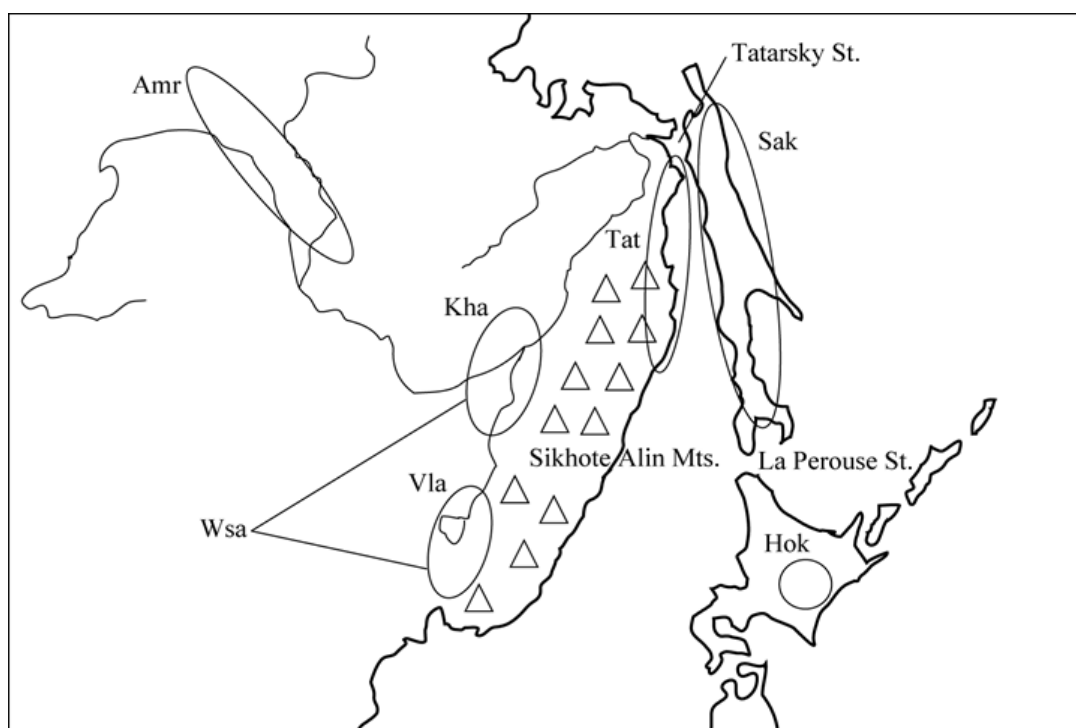 Tatarsky St.
Amr
Sak
Tat
Kha
Sikhote Alin Mts.
La Perouse St.
Vla
Wsa
Hok